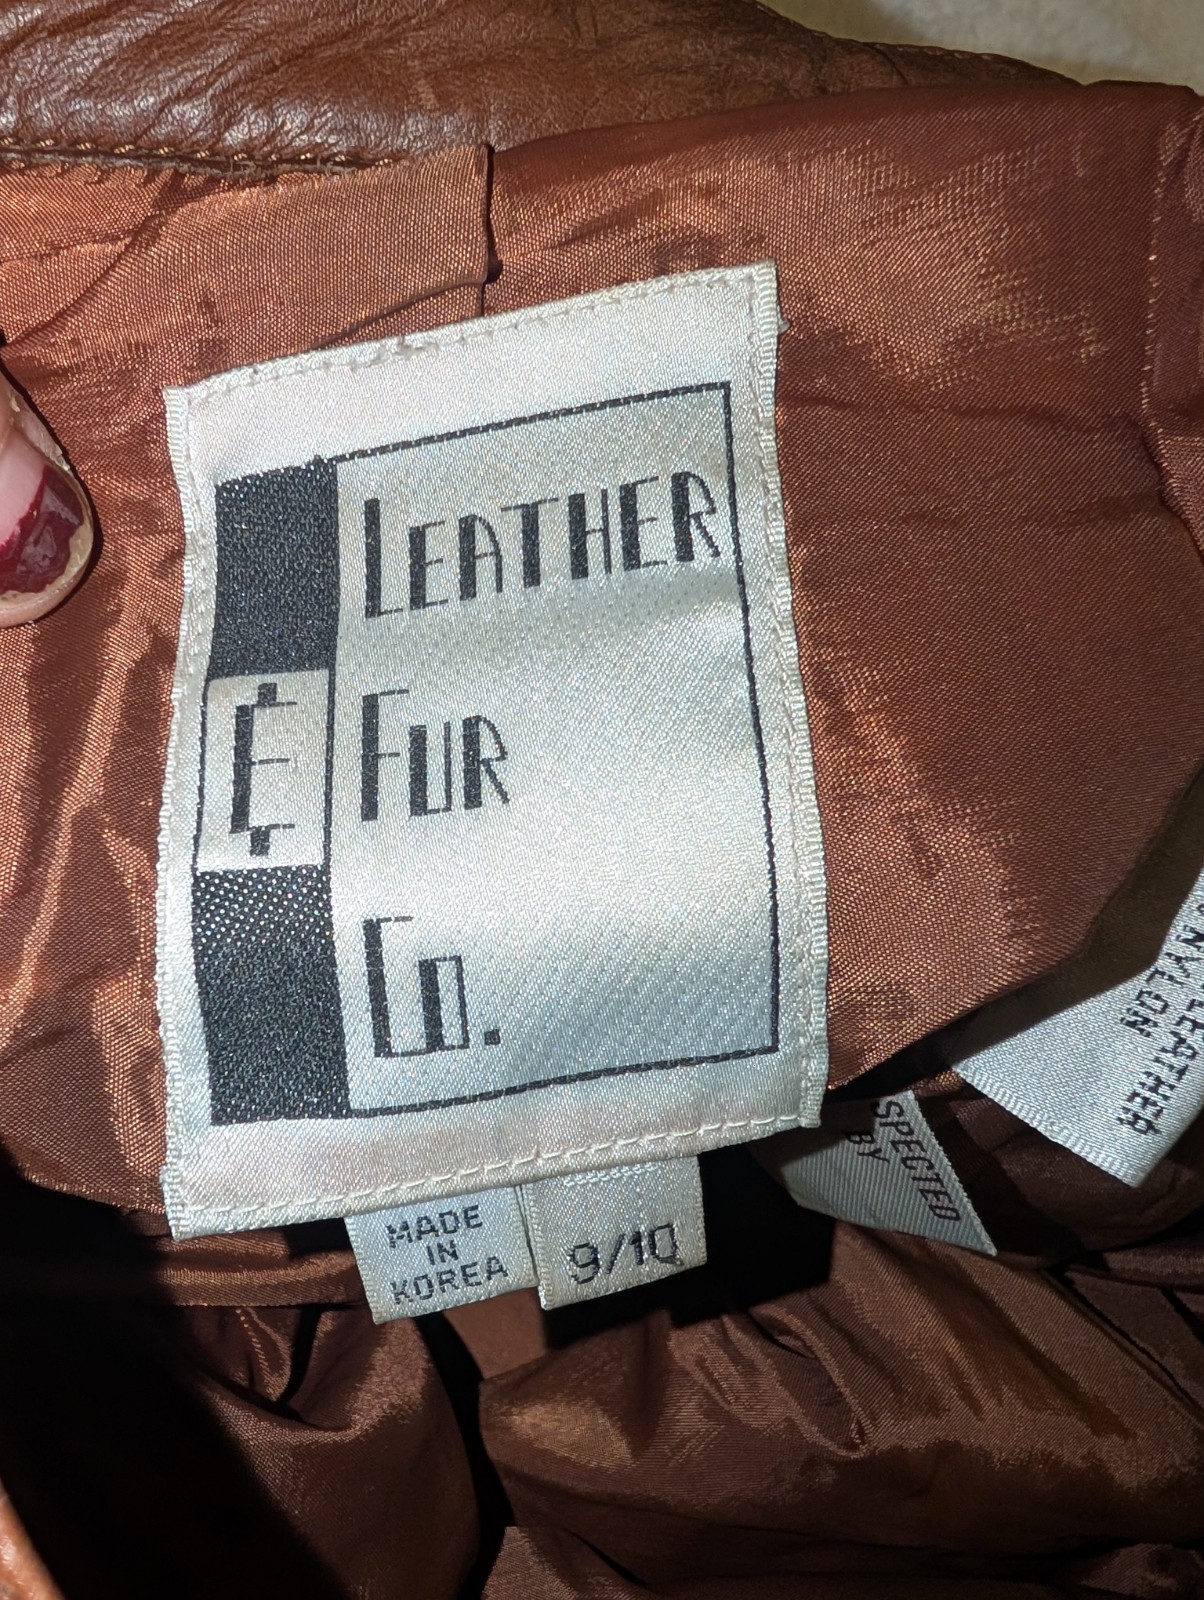 LEATHER
&
FUR
CO.
MADE
IN
KOREA
9/10
SPECTED
BY
LEATHER
NYLON